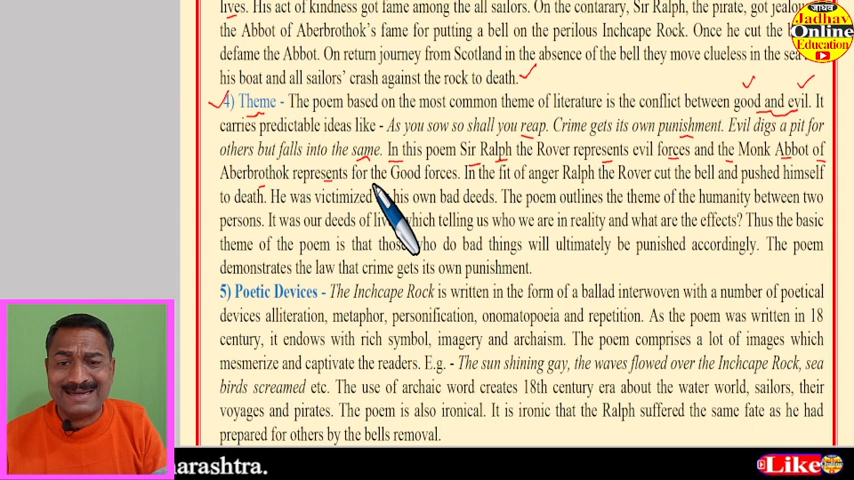 lives. His act of kindness got fame among the all sailors. On the contarary, Sir Ralph, the pirate, got
the Abbot of Aberbrothok's fame for putting a bell on the perilous Inchcape Rock. Once he cut the
defame the Abbot. On return journey from Scotland in the absence of the bell they move clueless in the sea
his boat and all sailors' crash against the rock to death.
4) Theme - The poem based on the most common theme of literature is the conflict between good and evil. It
carries predictable ideas like - As you sow so shall you reap. Crime gets its own punishment. Evil digs a pit for
others but falls into the same. In this poem Sir Ralph the Rover represents evil forces and the Monk Abbot of
Aberbrothok represents for the Good forces. In the fit of anger Ralph the Rover cut the bell and pushed himself
to death. He was victimized his own bad deeds. The poem outlines the theme of the humanity between two
persons. It was our deeds of which telling us who we are in reality and what are the effects? Thus the basic
theme of the poem is that those who do bad things will ultimately be punished accordingly. The poem
demonstrates the law that crime gets its own punishment.
5) Poetic Devices - The Inchcape Rock is written in the form of a ballad interwoven with a number of poetical
devices alliteration, metaphor, personification, onomatopoeia and repetition. As the poem was written in 18
century, it endows with rich symbol, imagery and archaism. The poem comprises a lot of images which
mesmerize and captivate the readers. E.g. - The sun shining gay, the waves flowed over the Inchcape Rock, sea
birds screamed etc. The use of archaic word creates 18th century era about the water world, sailors, their
voyages and pirates. The poem is also ironical. It is ironic that the Ralph suffered the same fate as he had
prepared for others by the bells removal.
जाधव
Jadhav
Online
Education
harashtra.
Like